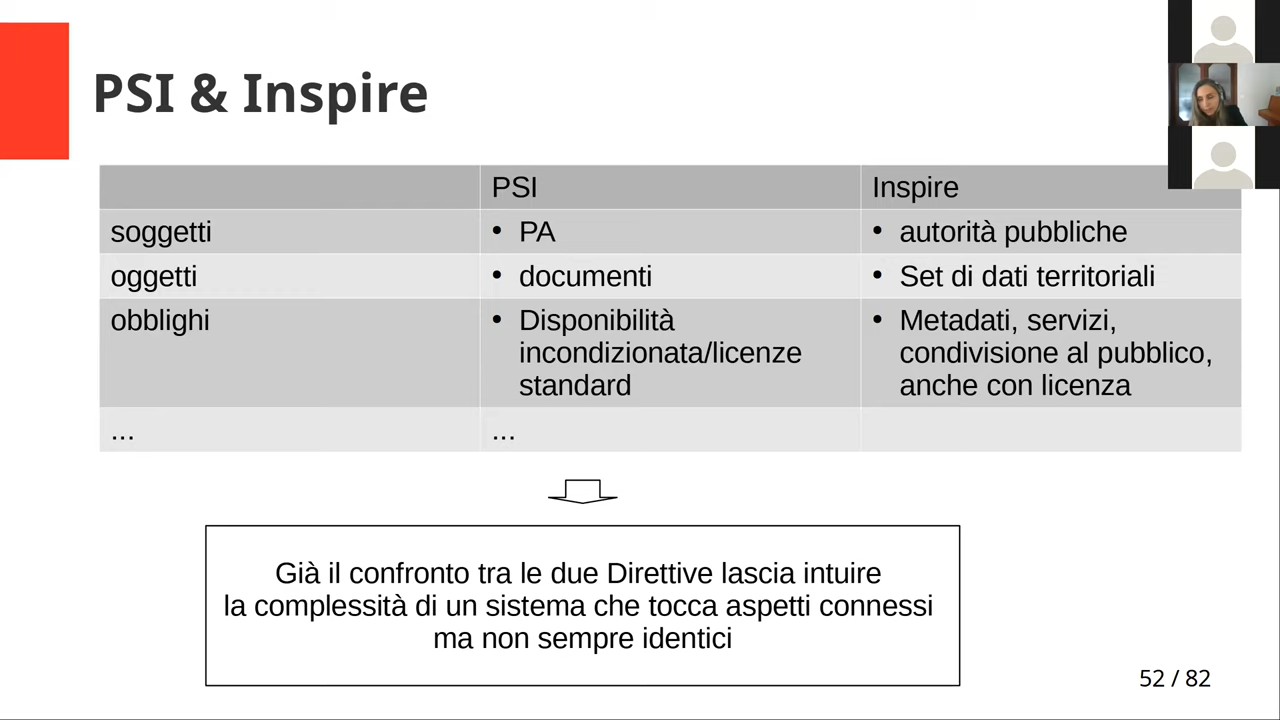 PSI & Inspire
PSI
Inspire
soggetti
• PA
• autorità pubbliche
oggetti
• documenti
• Set di dati territoriali
obblighi
• Disponibilità
incondizionata/licenze
standard
• Metadati, servizi,
condivisione al pubblico,
anche con licenza
...
...
Già il confronto tra le due Direttive lascia intuire
la complessità di un sistema che tocca aspetti connessi
ma non sempre identici
52 / 82